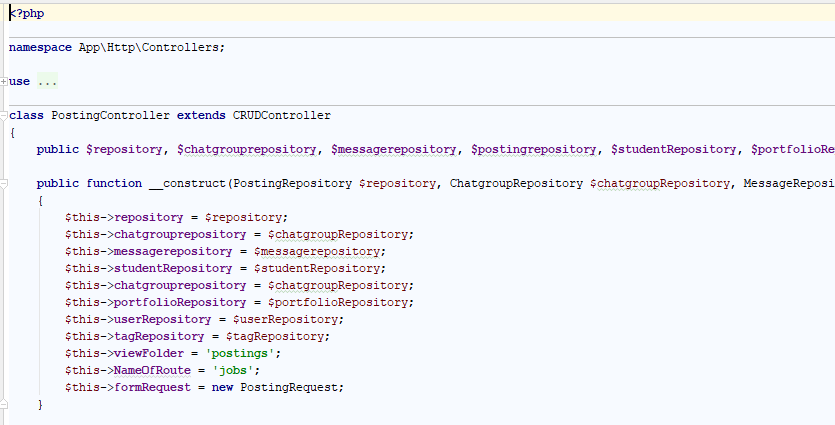 <?php
namespace App\Http\Controllers;
use ...
class PostingController extends CRUDController
{
public $repository, $chatgrouprepository, $messagerepository, $postingrepository, $studentRepository, $portfolioRe
public function __construct(PostingRepository $repository, ChatgroupRepository $chatgroupRepository, MessageReposi
{
$this->repository = $repository;
$this->chatgrouprepository = $chatgroupRepository;
$this->messagerepository = $messagerepository;
$this->studentRepository = $studentRepository;
$this->chatgrouprepository = $chatgroupRepository;
$this->portfolioRepository = $portfolioRepository;
$this->userRepository = $userRepository;
$this->tagRepository = $tagRepository;
$this->viewFolder = 'postings';
$this->NameOfRoute = 'jobs';
$this->formRequest = new PostingRequest;
}